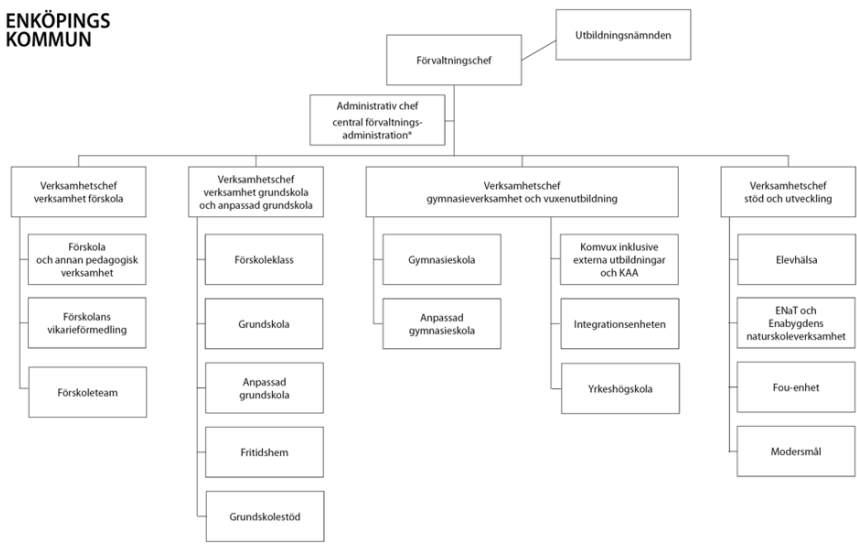 ENKÖPINGS
KOMMUN
Utbildningsnämnden
Förvaltningschef
Administrativ chef
central förvaltnings-
administration*
Verksamhetschef
verksamhet förskola
Verksamhetschef
verksamhet grundskola
och anpassad grundskola
Verksamhetschef
gymnasieverksamhet och vuxenutbildning
Verksamhetschef
stöd och utveckling
Förskola
och annan pedagogisk
verksamhet
Förskolans
vikarieförmedling
Förskoleteam
Förskoleklass
Grundskola
Anpassad
grundskola
Fritidshem
Grundskolestöd
Gymnasieskola
Anpassad
gymnasieskola
Komvux inklusive
externa utbildningar
och KAA
Integrationsenheten
Yrkeshögskola
Elevhälsa
ENaT och
Enabygdens
naturskoleverksamhet
Fou-enhet
Modersmål